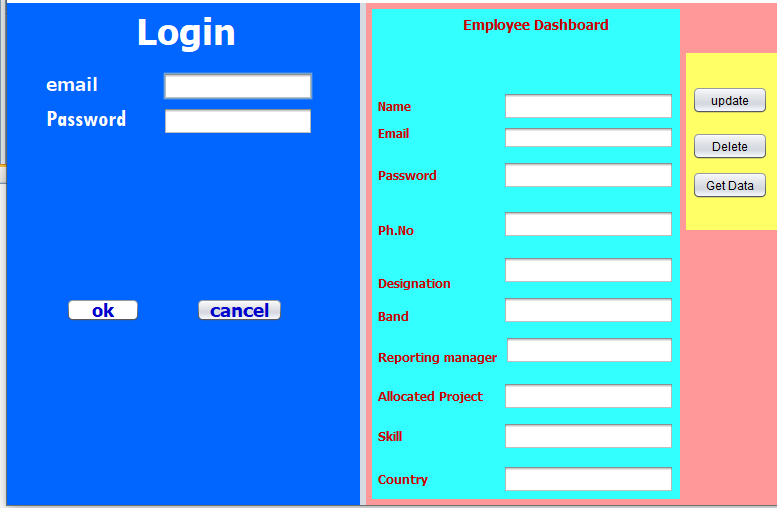 Login
email
Password
ok
cancel
Employee Dashboard
Name
Email
Password
Ph.No
Designation
Band
Reporting manager
Allocated Project
Skill
Country
update
Delete
Get Data